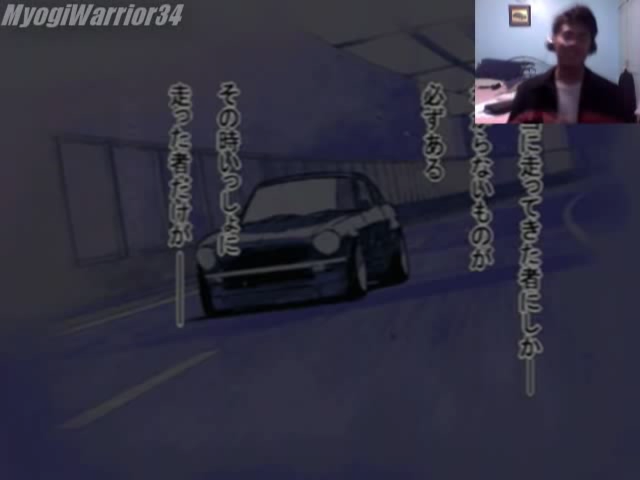 MyogiWarrior34
に走ってきた者にしか――
らないものが
必ずある
その時いっしょに
走った者だけが――